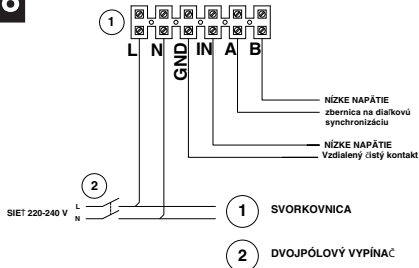 8
1
L N GND IN A B
NÍZKE NAPÄTIE
zbernica na diaľkovú
synchronizáciu
NÍZKE NAPÄTIE
Vzdialený čistý kontakt
2
SIEŤ 220-240 V
L
N
1 SVORKOVNICA
2 DVOJPÓLOVÝ VYPÍNAČ